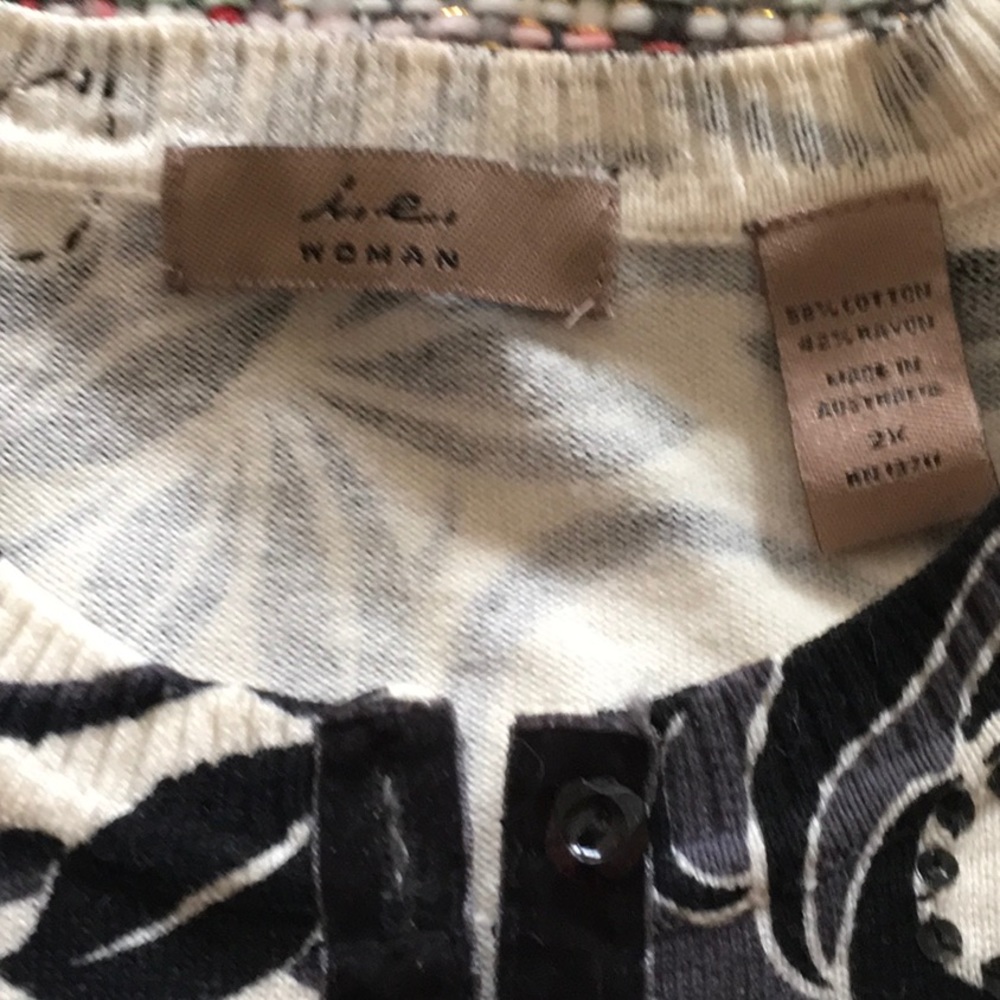 i.e.
WOMAN
58% COTTON
42% RAYON
MADE IN
AUSTRALIA
2X